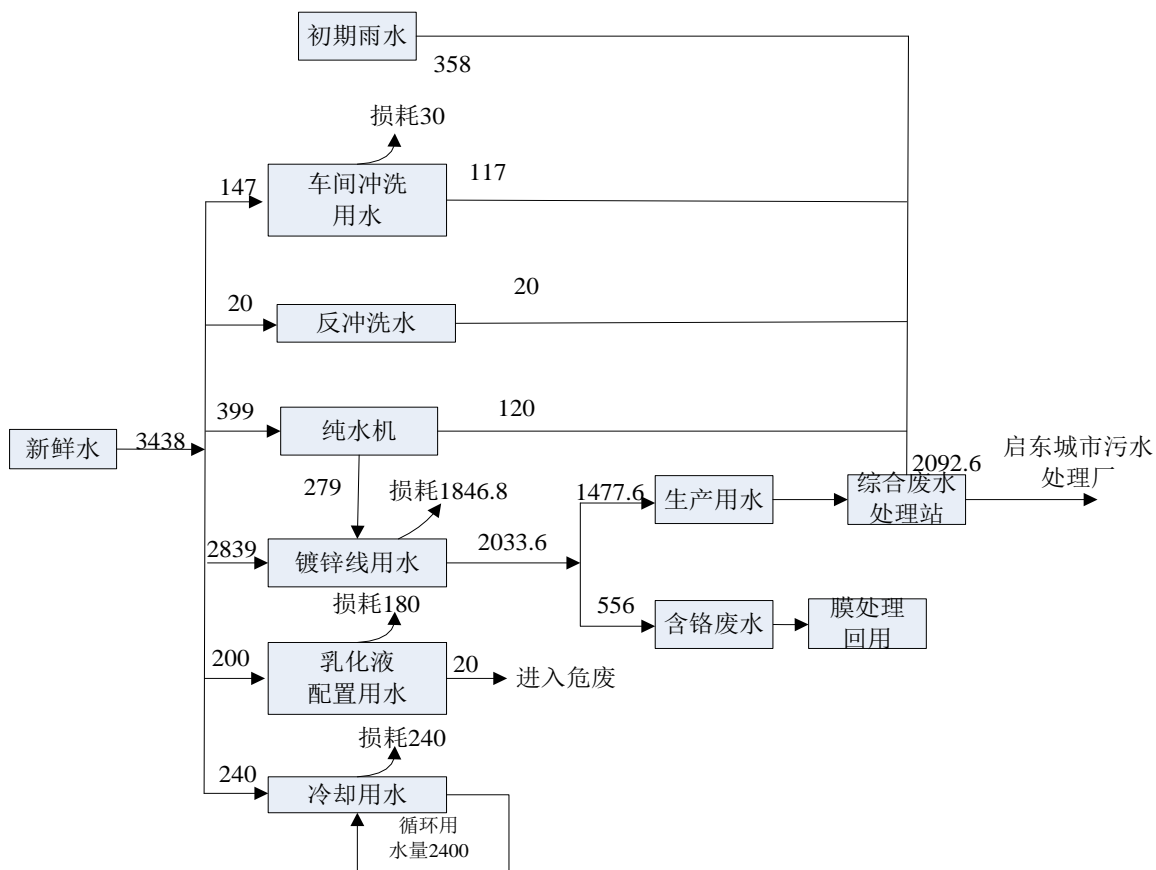 初期雨水
358
损耗30
147
车间冲洗
用水
117
20
反冲洗水
20
新鲜水
3438
399
纯水机
120
279
损耗1846.8
2839
镀锌线用水
2033.6
1477.6
生产用水
综合废水
处理站
2092.6
启东城市污水
处理厂
556
含铬废水
膜处理
回用
损耗180
200
乳化液
配置用水
20
进入危废
损耗240
240
冷却用水
循环用
水量2400